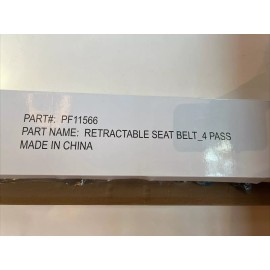 PART#: PF11566
PART NAME: RETRACTABLE SEAT BELT_4 PASS
MADE IN CHINA